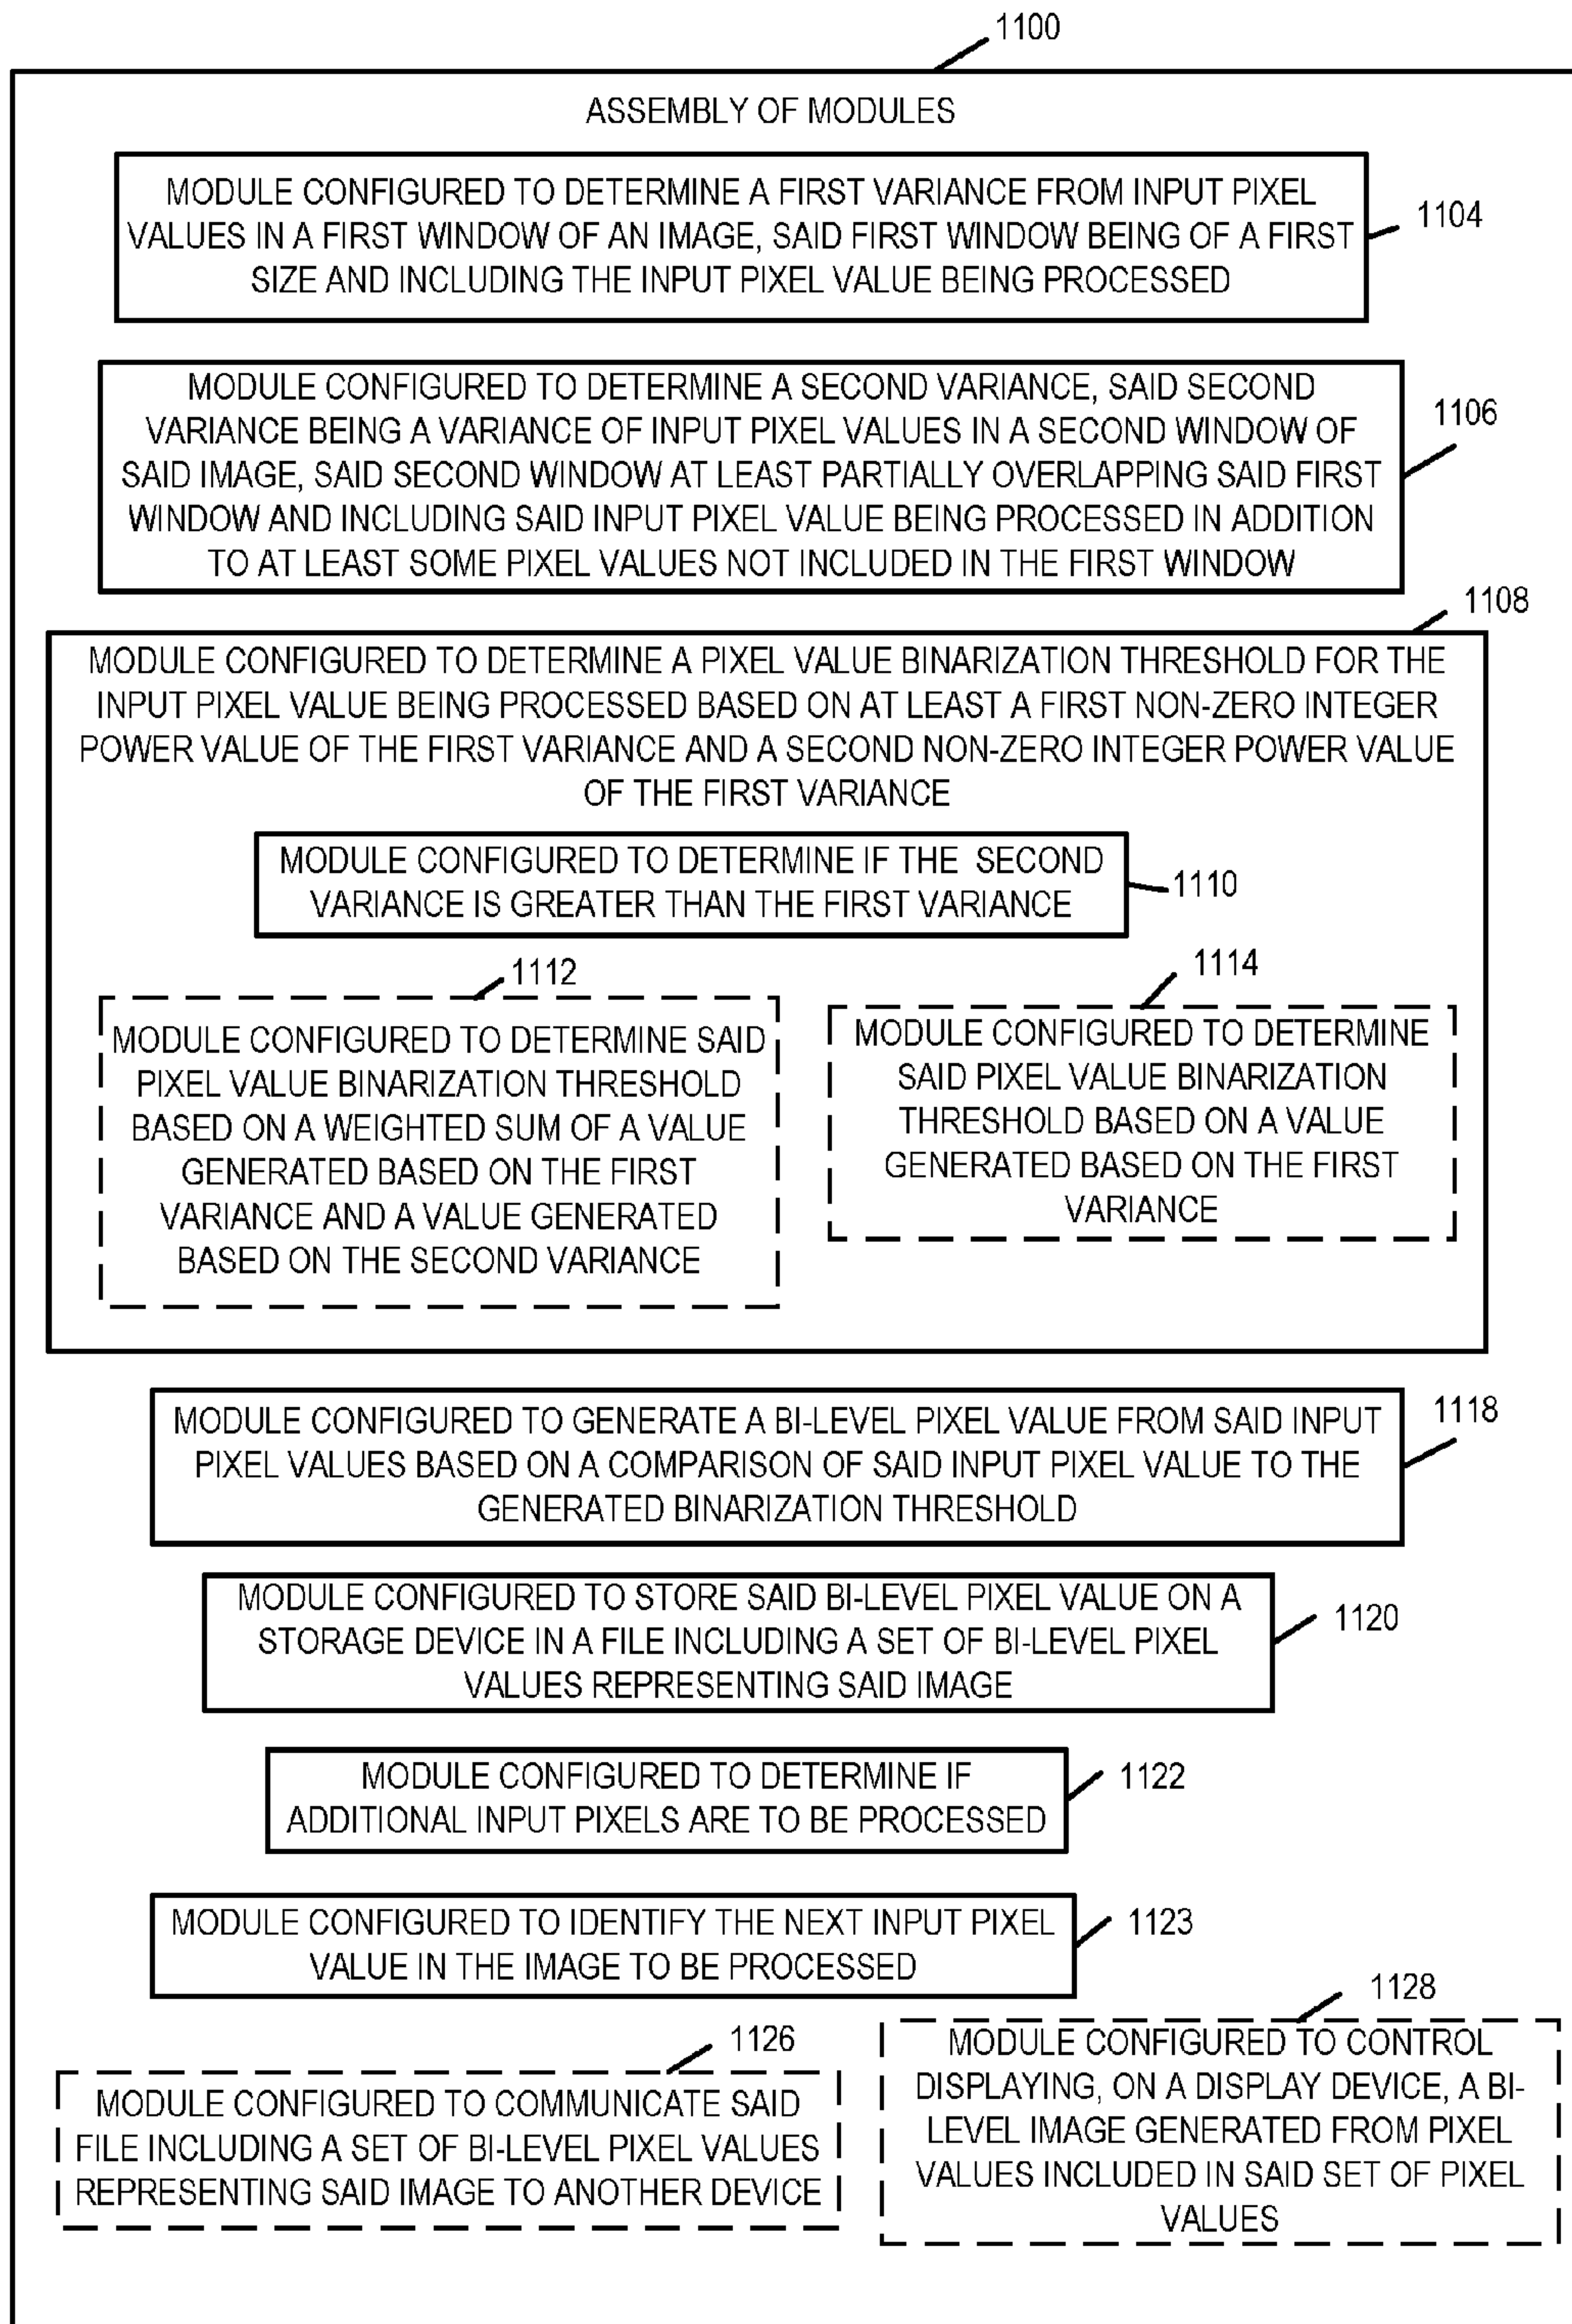 1100
ASSEMBLY OF MODULES
MODULE CONFIGURED TO DETERMINE A FIRST VARIANCE FROM INPUT PIXEL
VALUES IN A FIRST WINDOW OF AN IMAGE, SAID FIRST WINDOW BEING OF A FIRST
SIZE AND INCLUDING THE INPUT PIXEL VALUE BEING PROCESSED
1104
MODULE CONFIGURED TO DETERMINE A SECOND VARIANCE, SAID SECOND
VARIANCE BEING A VARIANCE OF INPUT PIXEL VALUES IN A SECOND WINDOW OF
SAID IMAGE, SAID SECOND WINDOW AT LEAST PARTIALLY OVERLAPPING SAID FIRST
WINDOW AND INCLUDING SAID INPUT PIXEL VALUE BEING PROCESSED IN ADDITION
TO AT LEAST SOME PIXEL VALUES NOT INCLUDED IN THE FIRST WINDOW
1106
1108
MODULE CONFIGURED TO DETERMINE A PIXEL VALUE BINARIZATION THRESHOLD FOR THE
INPUT PIXEL VALUE BEING PROCESSED BASED ON AT LEAST A FIRST NON-ZERO INTEGER
POWER VALUE OF THE FIRST VARIANCE AND A SECOND NON-ZERO INTEGER POWER VALUE
OF THE FIRST VARIANCE
MODULE CONFIGURED TO DETERMINE IF THE SECOND
VARIANCE IS GREATER THAN THE FIRST VARIANCE
1110
1112
MODULE CONFIGURED TO DETERMINE SAID
PIXEL VALUE BINARIZATION THRESHOLD
BASED ON A WEIGHTED SUM OF A VALUE
GENERATED BASED ON THE FIRST
VARIANCE AND A VALUE GENERATED
BASED ON THE SECOND VARIANCE
1114
MODULE CONFIGURED TO DETERMINE
SAID PIXEL VALUE BINARIZATION
THRESHOLD BASED ON A VALUE
GENERATED BASED ON THE FIRST
VARIANCE
MODULE CONFIGURED TO GENERATE A BI-LEVEL PIXEL VALUE FROM SAID INPUT
PIXEL VALUES BASED ON A COMPARISON OF SAID INPUT PIXEL VALUE TO THE
GENERATED BINARIZATION THRESHOLD
1118
MODULE CONFIGURED TO STORE SAID BI-LEVEL PIXEL VALUE ON A
STORAGE DEVICE IN A FILE INCLUDING A SET OF BI-LEVEL PIXEL
VALUES REPRESENTING SAID IMAGE
1120
MODULE CONFIGURED TO DETERMINE IF
ADDITIONAL INPUT PIXELS ARE TO BE PROCESSED
1122
MODULE CONFIGURED TO IDENTIFY THE NEXT INPUT PIXEL
VALUE IN THE IMAGE TO BE PROCESSED
1123
1126
MODULE CONFIGURED TO COMMUNICATE SAID
FILE INCLUDING A SET OF BI-LEVEL PIXEL VALUES
REPRESENTING SAID IMAGE TO ANOTHER DEVICE
1128
MODULE CONFIGURED TO CONTROL
DISPLAYING, ON A DISPLAY DEVICE, A BI-
LEVEL IMAGE GENERATED FROM PIXEL
VALUES INCLUDED IN SAID SET OF PIXEL
VALUES